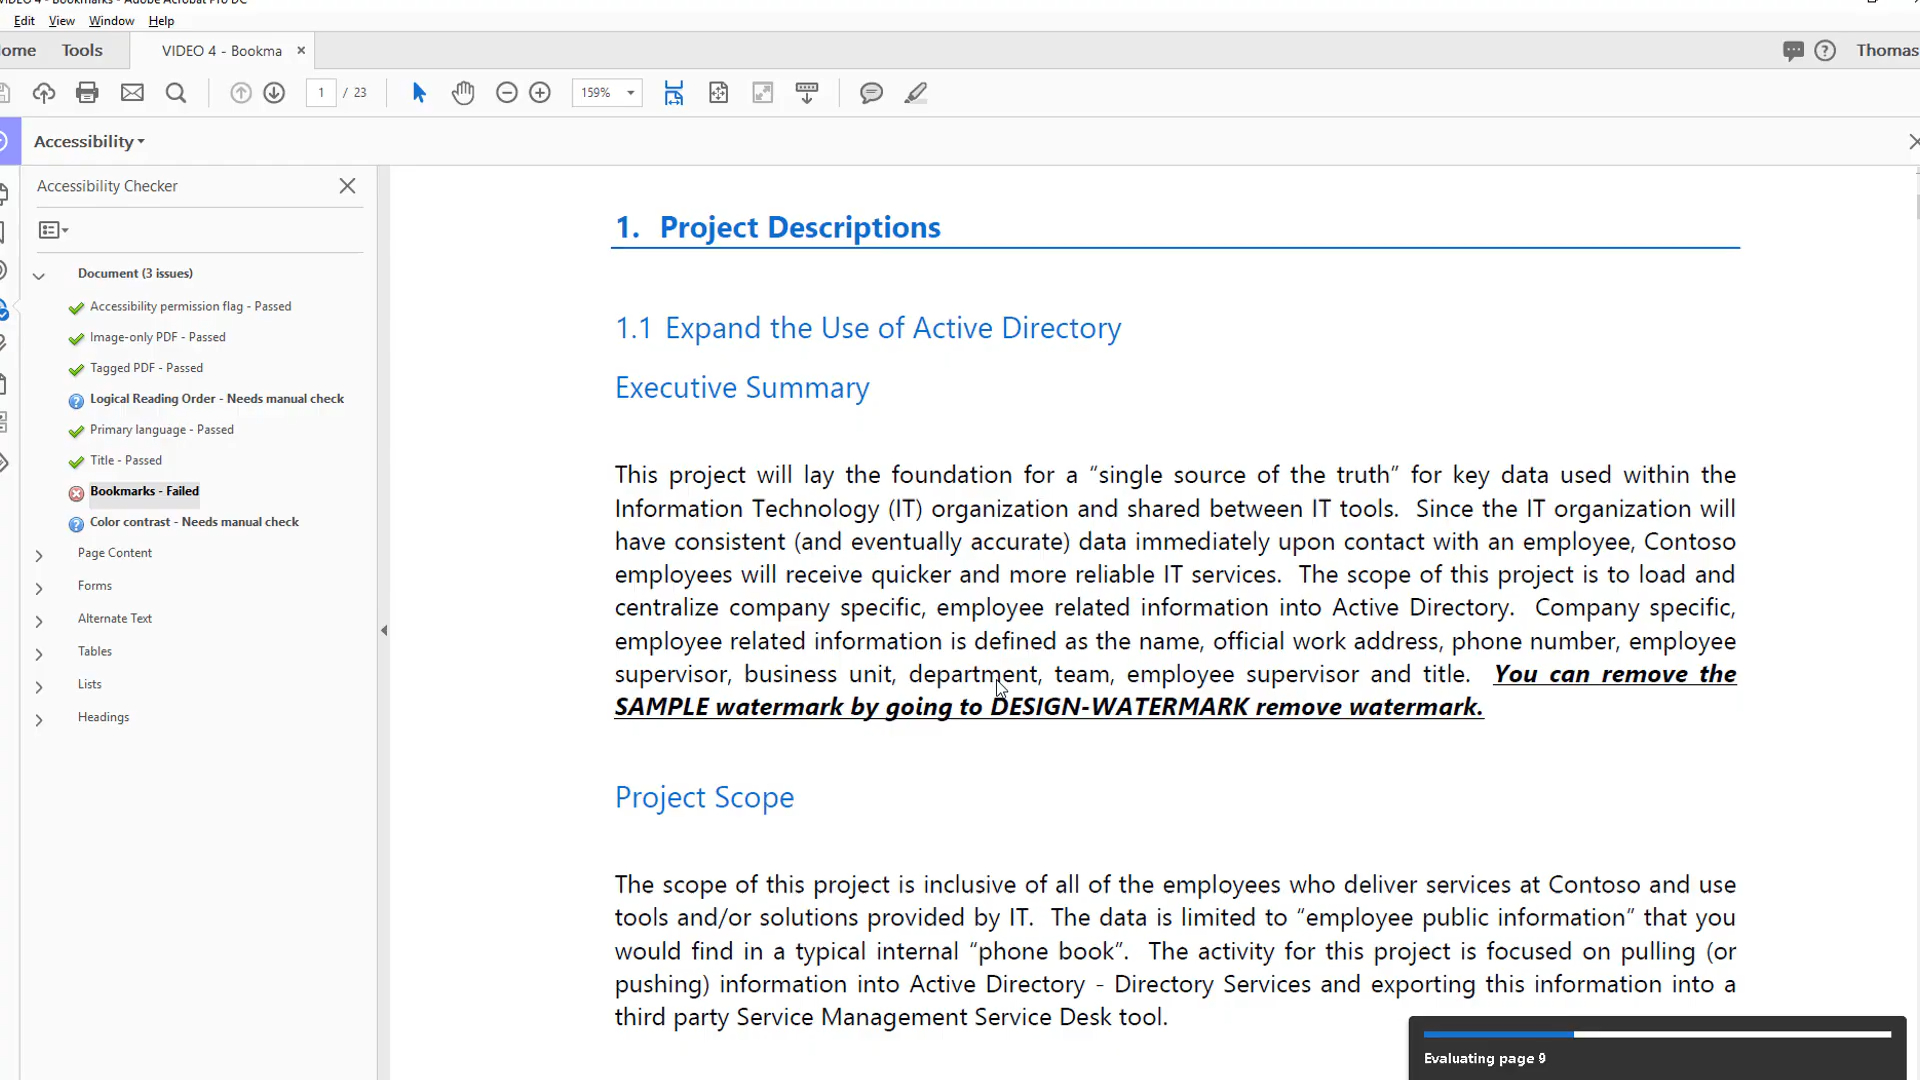 VIDEO 4 - Bookmarks - Adobe Acrobat Pro DC
Edit View Window Help
ome Tools VIDEO 4 - Bookma × Thomas
1 / 23 159%
Accessibility
Accessibility Checker
Document (3 issues)
Accessibility permission flag - Passed
Image-only PDF - Passed
Tagged PDF - Passed
Logical Reading Order - Needs manual check
Primary language - Passed
Title - Passed
Bookmarks - Failed
Color contrast - Needs manual check
Page Content
Forms
Alternate Text
Tables
Lists
Headings
1. Project Descriptions
1.1 Expand the Use of Active Directory
Executive Summary
This project will lay the foundation for a “single source of the truth” for key data used within the
Information Technology (IT) organization and shared between IT tools. Since the IT organization will
have consistent (and eventually accurate) data immediately upon contact with an employee, Contoso
employees will receive quicker and more reliable IT services. The scope of this project is to load and
centralize company specific, employee related information into Active Directory. Company specific,
employee related information is defined as the name, official work address, phone number, employee
supervisor, business unit, department, team, employee supervisor and title. You can remove the
SAMPLE watermark by going to DESIGN-WATERMARK remove watermark.
Project Scope
The scope of this project is inclusive of all of the employees who deliver services at Contoso and use
tools and/or solutions provided by IT. The data is limited to “employee public information” that you
would find in a typical internal “phone book”. The activity for this project is focused on pulling (or
pushing) information into Active Directory - Directory Services and exporting this information into a
third party Service Management Service Desk tool.
Evaluating page 9